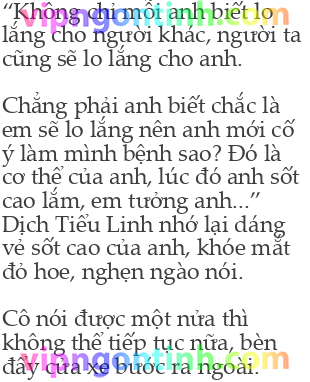 “Không chỉ mỗi anh biết lo
lắng cho người khác, người ta
cũng sẽ lo lắng cho anh.
Chẳng phải anh biết chắc là
em sẽ lo lắng nên anh mới cố
ý làm mình bệnh sao? Đó là
cơ thể của anh, lúc đó anh sốt
cao lắm, em tưởng anh...”
Dịch Tiểu Linh nhớ lại dáng
vẻ sốt cao của anh, khóe mắt
đỏ hoe, nghẹn ngào nói.
Cô nói được một nửa thì
không thể tiếp tục nữa, bèn
đẩy cửa xe bước ra ngoài.
vipngontinh.com
vipngontinh.com